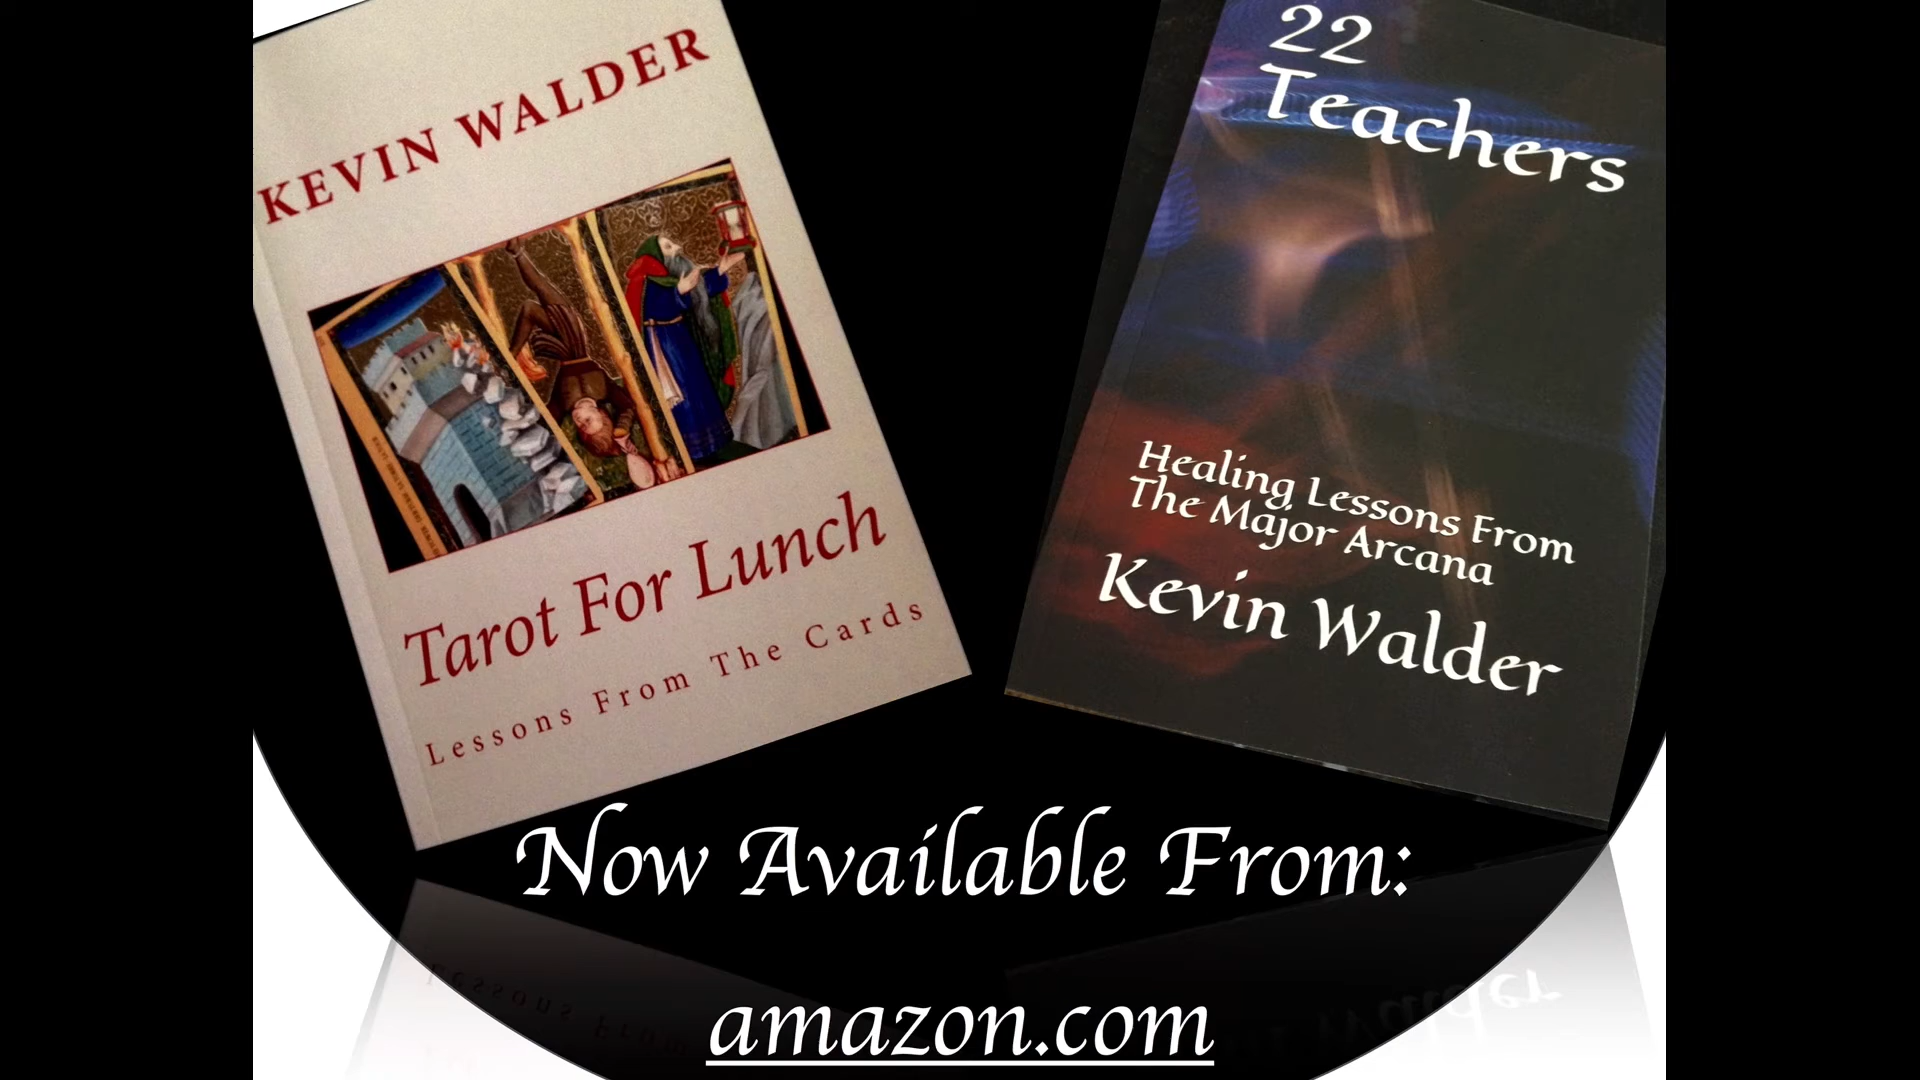 KEVIN WALDER
Tarot For Lunch
Lessons From The Cards
22
Teachers
Healing Lessons From
The Major Arcana
Kevin Walder
Now Available From:
amazon.com